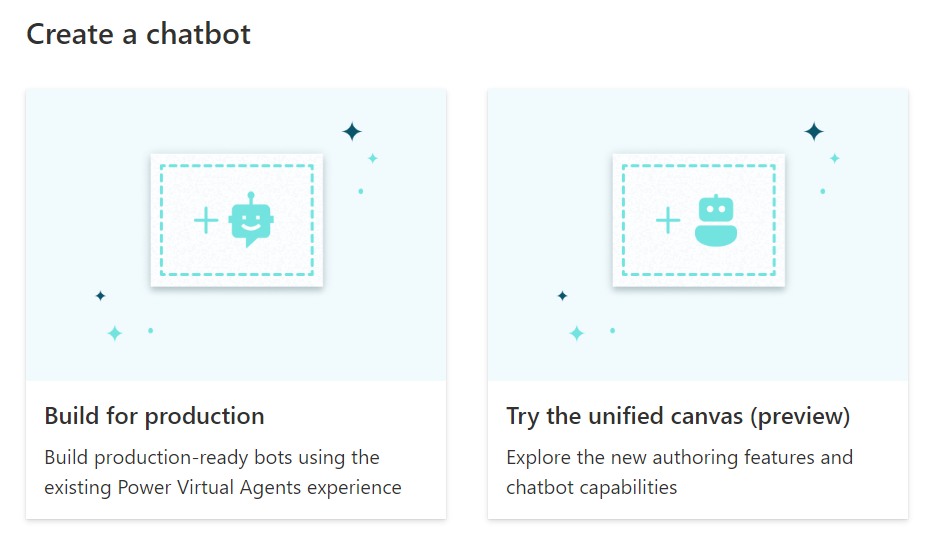 Create a chatbot
Build for production
Build production-ready bots using the
existing Power Virtual Agents experience
Try the unified canvas (preview)
Explore the new authoring features and
chatbot capabilities